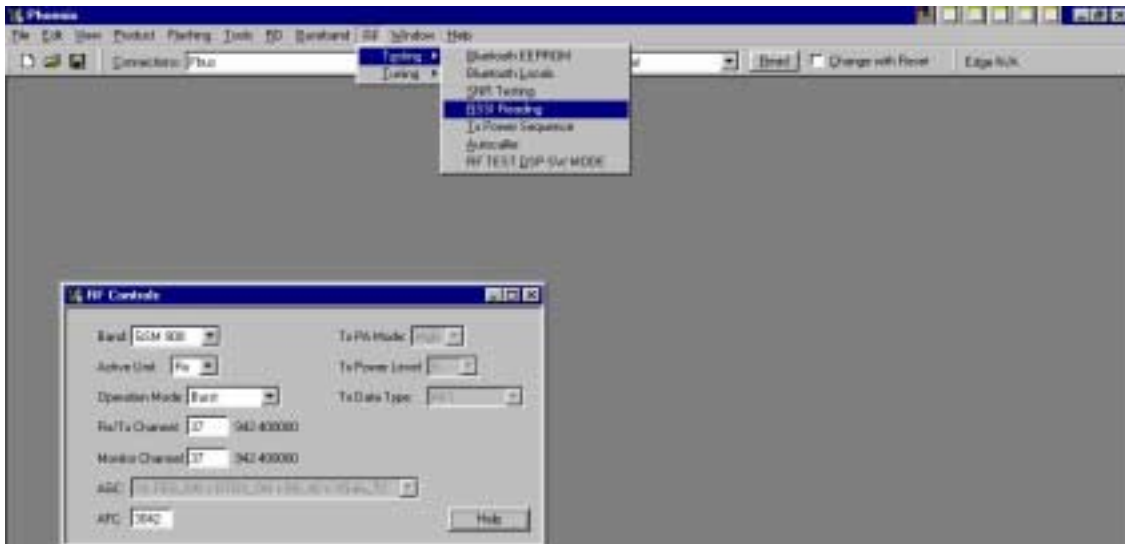 Phoenix
File Edit View Product Flashing Tools BD Baseband RF Window Help
Connections: Fbus
Read Change with Reset Edge N/A
Testing
Tuning
Bluetooth EEPROM
Bluetooth Locals
SNR Testing
RSSI Reading
Tx Power Sequence
Autocaller
RF TEST DSP SW MODE
RF Controls
Band GSM 900 Tx PA Mode:
Active Unit Rx Tx Power Level
Operation Mode Burst Tx Data Type:
Rx/Tx Channel 37 942.400000
Monitor Channel 37 942.400000
AGC:
AFC: Help